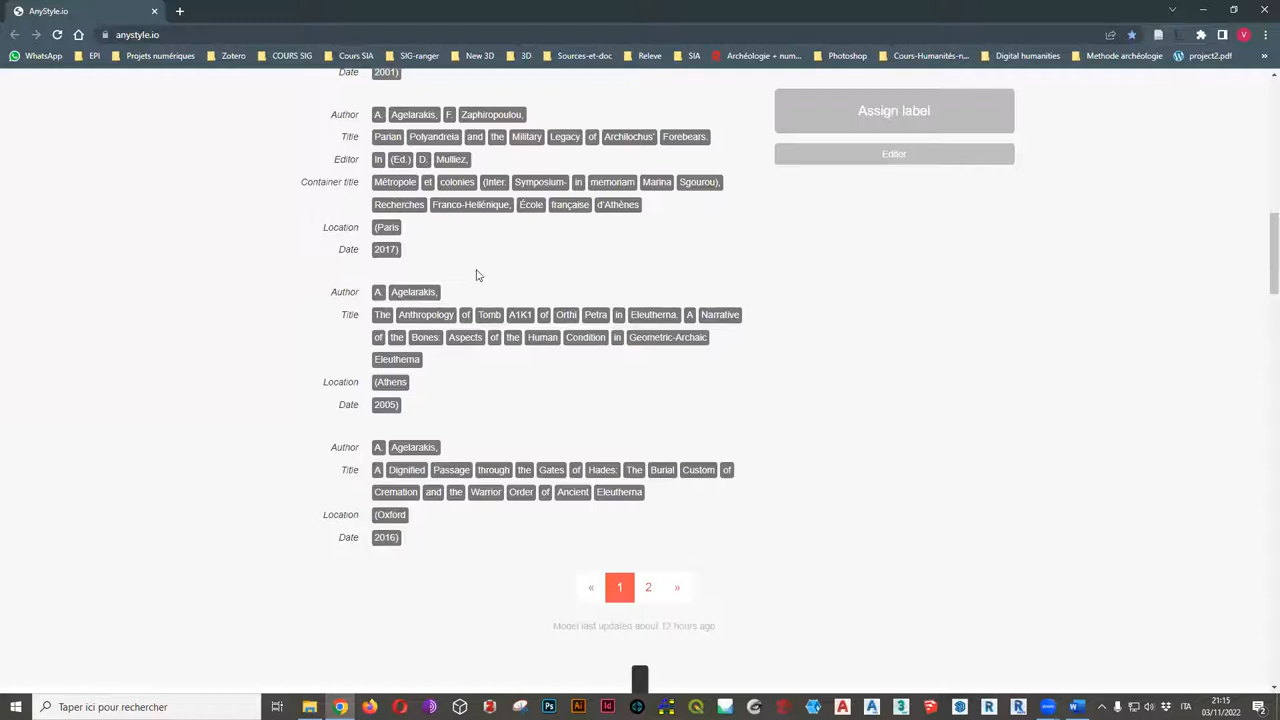 AnyStyle.io
anystyle.io
WhatsApp EPI Projets numériques Zotero COURS SIG Cours SIA SIG-ranger New 3D 3D Sources-et-doc Releve SIA Archéologie + num... Photoshop Cours-Humanités-n... Digital humanities Methode archéologie project2.pdf »
Date 2001)
Author A. Agelarakis, F. Zaphiropoulou,
Title Parian Polyandreia and the Military Legacy of Archilochus' Forebears.
Editor In (Ed.) D. Mulliez,
Container title Métropole et colonies (Inter. Symposium- in memoriam Marina Sgourou),
Recherches Franco-Hellénique, École française d'Athènes
Location (Paris
Date 2017)
Author A. Agelarakis,
Title The Anthropology of Tomb A1K1 of Orthi Petra in Eleutherna. A Narrative
of the Bones: Aspects of the Human Condition in Geometric-Archaic
Eleutherna
Location (Athens
Date 2005)
Author A. Agelarakis,
Title A Dignified Passage through the Gates of Hades: The Burial Custom of
Cremation and the Warrior Order of Ancient Eleutherna
Location (Oxford
Date 2016)
Assign label
Editor
« 1 2 »
Model last updated about 12 hours ago
Taper ici pour rechercher
ITA
21:15
03/11/2022